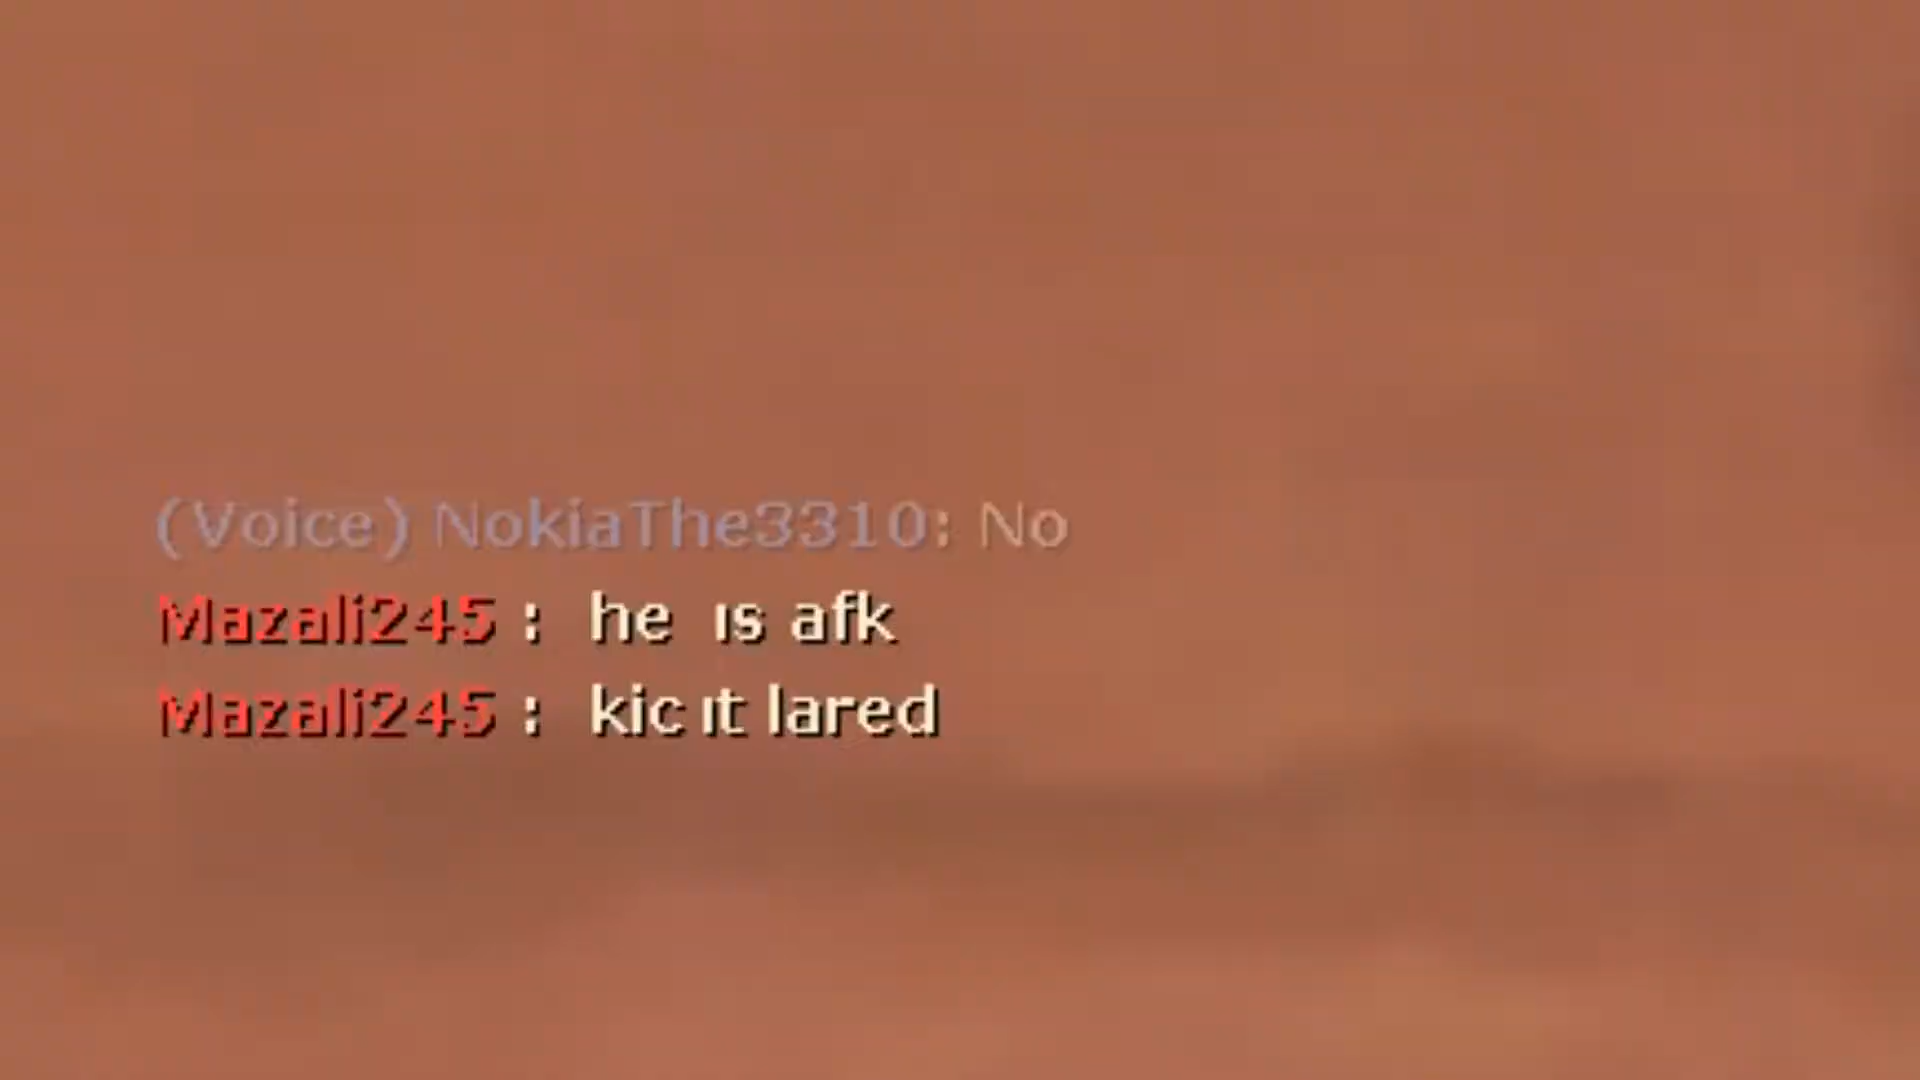 (Voice) NokiaThe3310: No
Mazali245 :  he  ıs afk
Mazali245 :  kic ıt lared